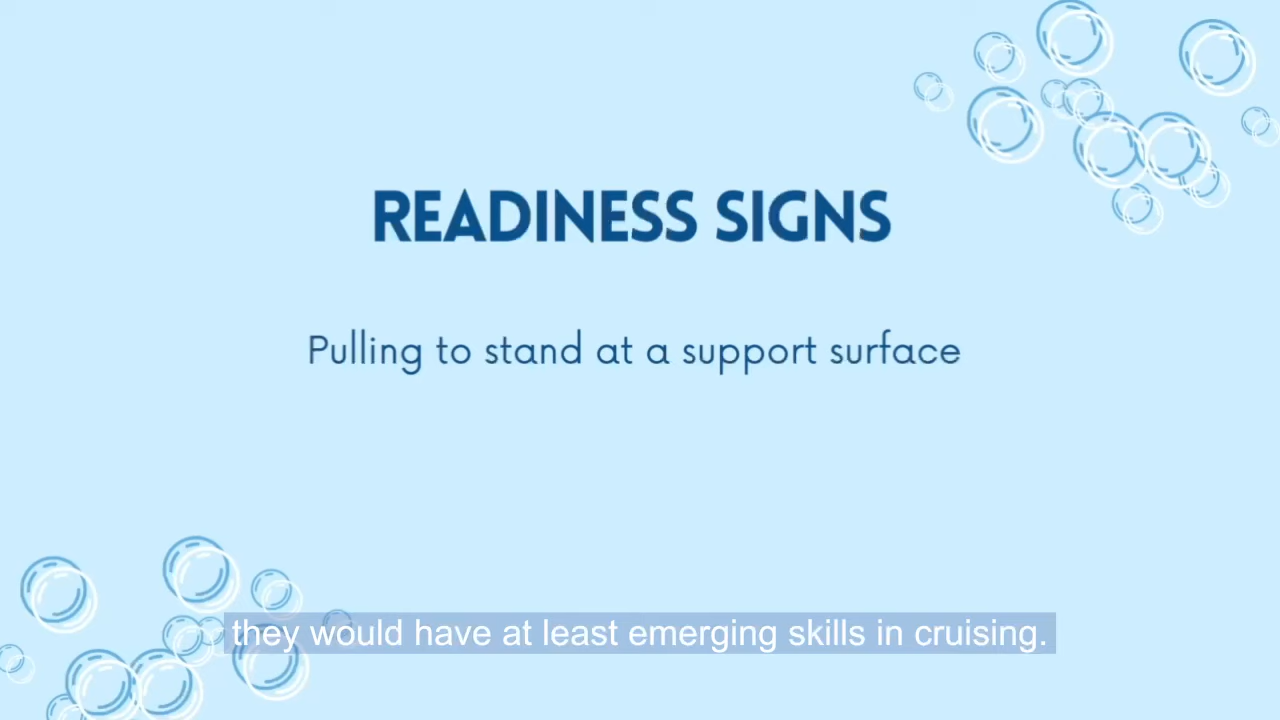 READINESS SIGNS
Pulling to stand at a support surface
they would have at least emerging skills in cruising.